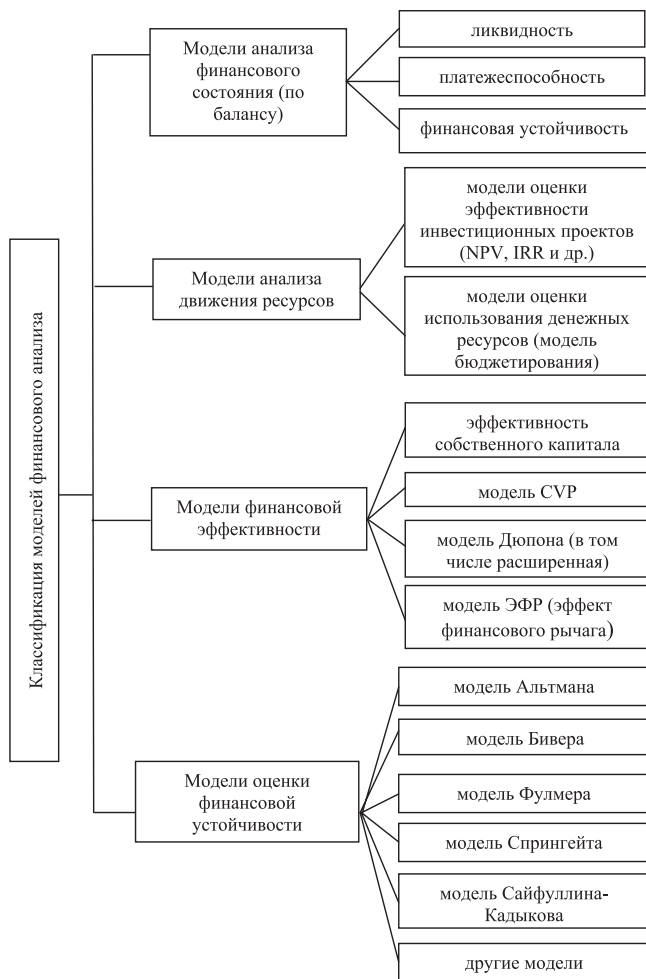 Классификация моделей финансового анализа
Модели анализа
финансового
состояния (по
балансу)
ликвидность
платежеспособность
финансовая устойчивость
Модели анализа
движения ресурсов
модели оценки
эффективности
инвестиционных проектов
(NPV, IRR и др.)
модели оценки
использования денежных
ресурсов (модель
бюджетирования)
Модели финансовой
эффективности
эффективность
собственного капитала
модель CVP
модель Дюпона (в том
числе расширенная)
модель ЭФР (эффект
финансового рычага)
Модели оценки
финансовой
устойчивости
модель Альтмана
модель Бивера
модель Фулмера
модель Спрингейта
модель Сайфуллина-
Кадыкова
другие модели